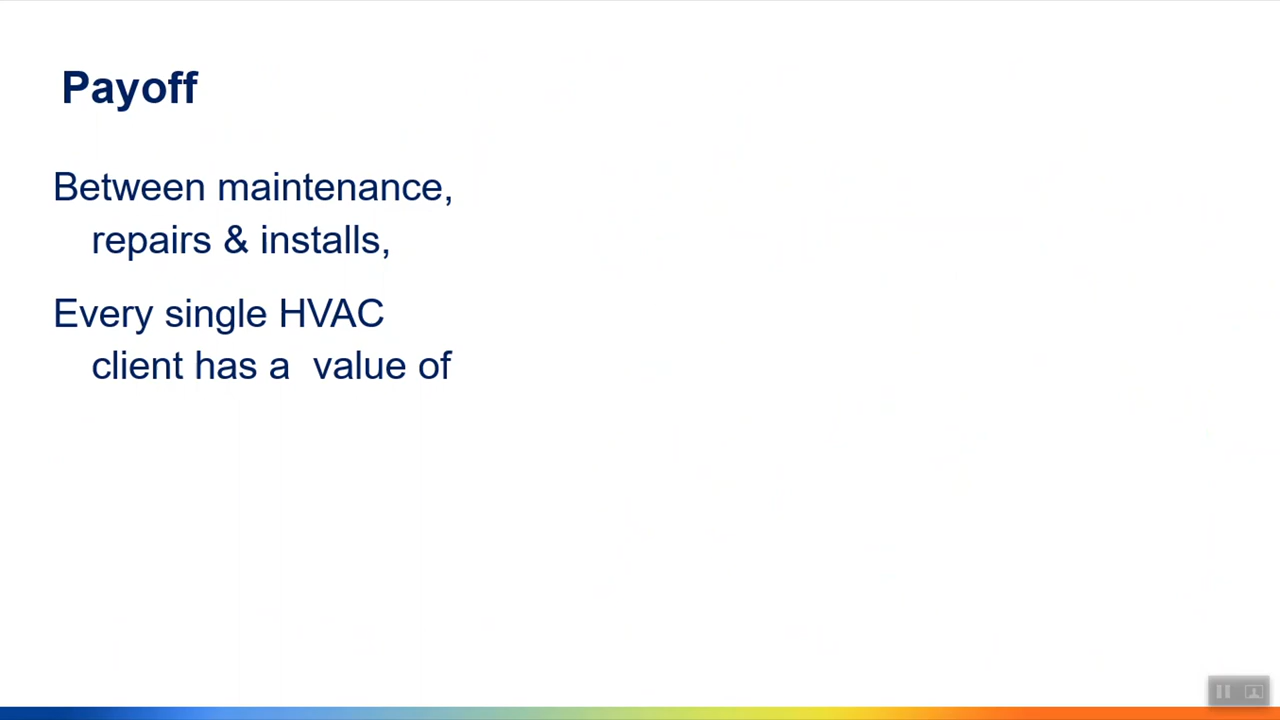 Payoff
Between maintenance,
repairs & installs,
Every single HVAC
client has a  value of